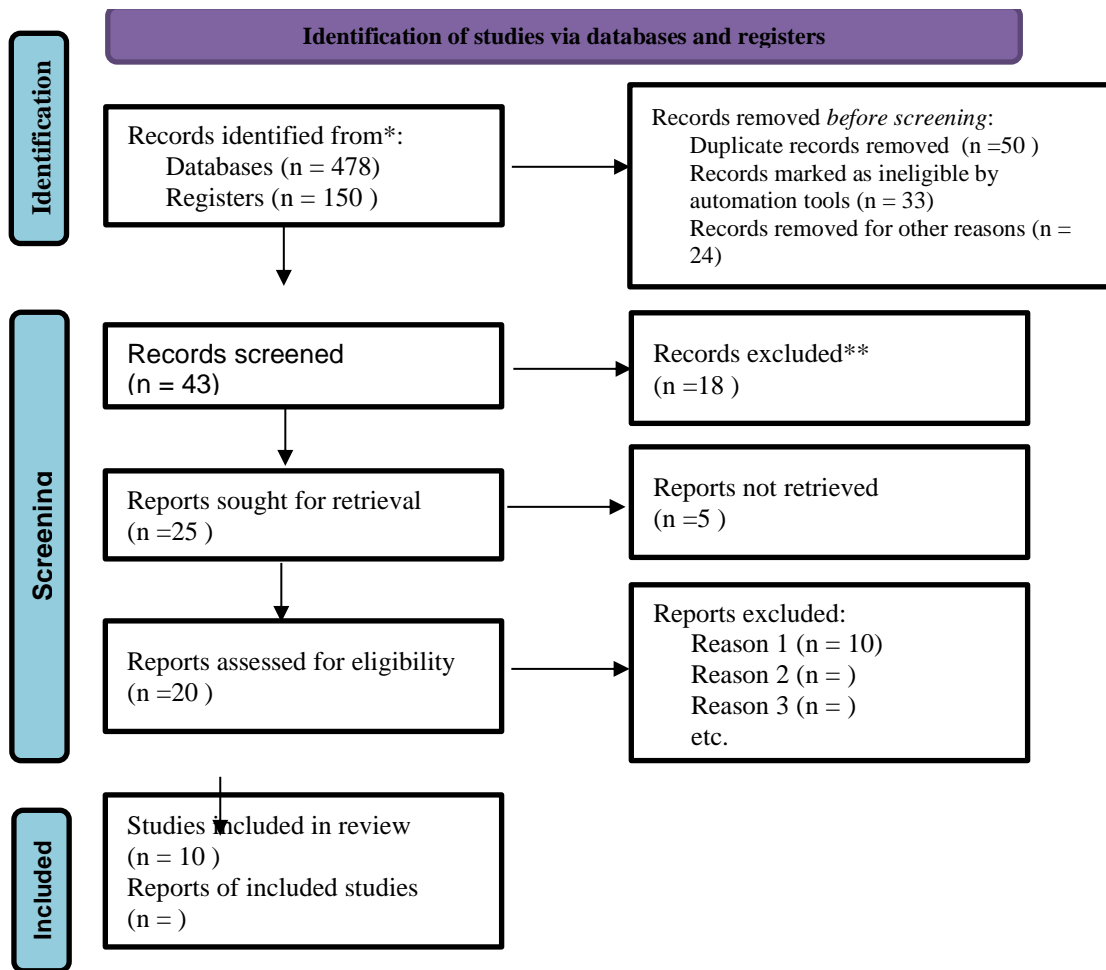 Identification of studies via databases and registers
Identification
Records identified from*:
Databases (n = 478)
Registers (n = 150 )
Records removed before screening:
Duplicate records removed  (n =50 )
Records marked as ineligible by
automation tools (n = 33)
Records removed for other reasons (n =
24)
Screening
Records screened
(n = 43)
Records excluded**
(n =18 )
Reports sought for retrieval
(n =25 )
Reports not retrieved
(n =5 )
Reports assessed for eligibility
(n =20 )
Reports excluded:
Reason 1 (n = 10)
Reason 2 (n = )
Reason 3 (n = )
etc.
Included
Studies included in review
(n = 10 )
Reports of included studies
(n = )